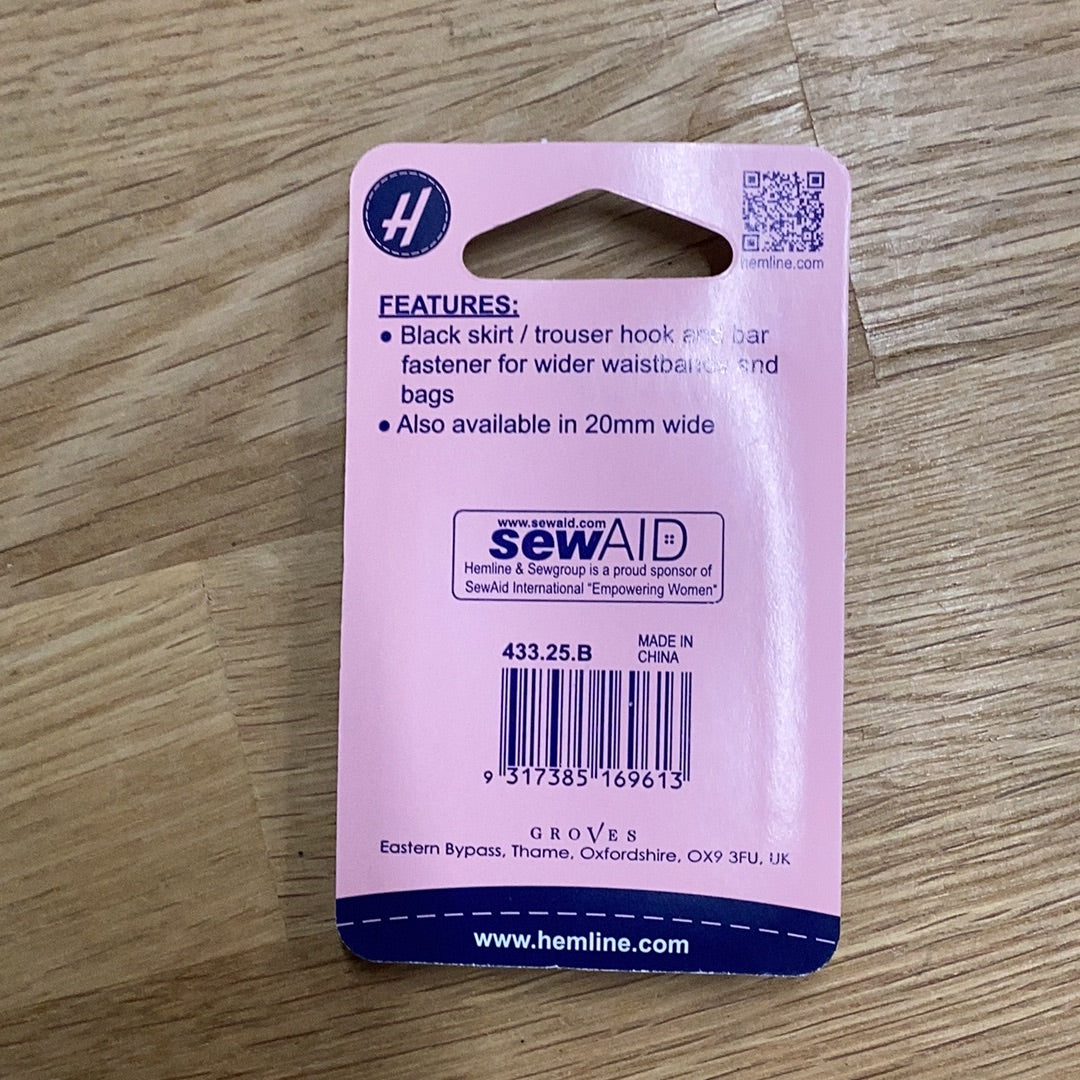 H
hemline.com
FEATURES:
● Black skirt / trouser hook and bar
fastener for wider waistbands and
bags
● Also available in 20mm wide
www.sewaid.com
sewAID
Hemline & Sewgroup is a proud sponsor of
SewAid International "Empowering Women"
433.25.B
MADE IN
CHINA
9 317385 169613
GROVES
Eastern Bypass, Thame, Oxfordshire, OX9 3FU, UK
www.hemline.com